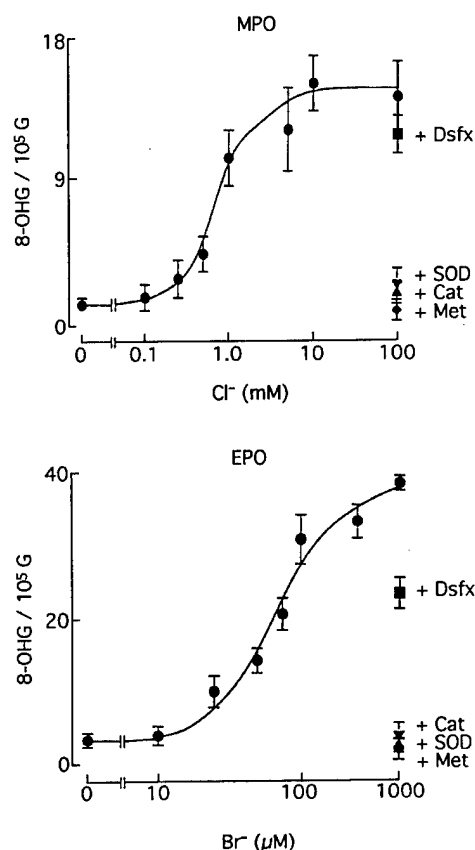 MPO
18
9
0
8-OHG / 10⁵ G
+ Dsfx
+ SOD
+ Cat
+ Met
0 0.1 1.0 10 100
Cl⁻ (mM)
EPO
40
20
0
8-OHG / 10⁵ G
+ Dsfx
+ Cat
+ SOD
+ Met
0 10 100 1000
Br⁻ (μM)